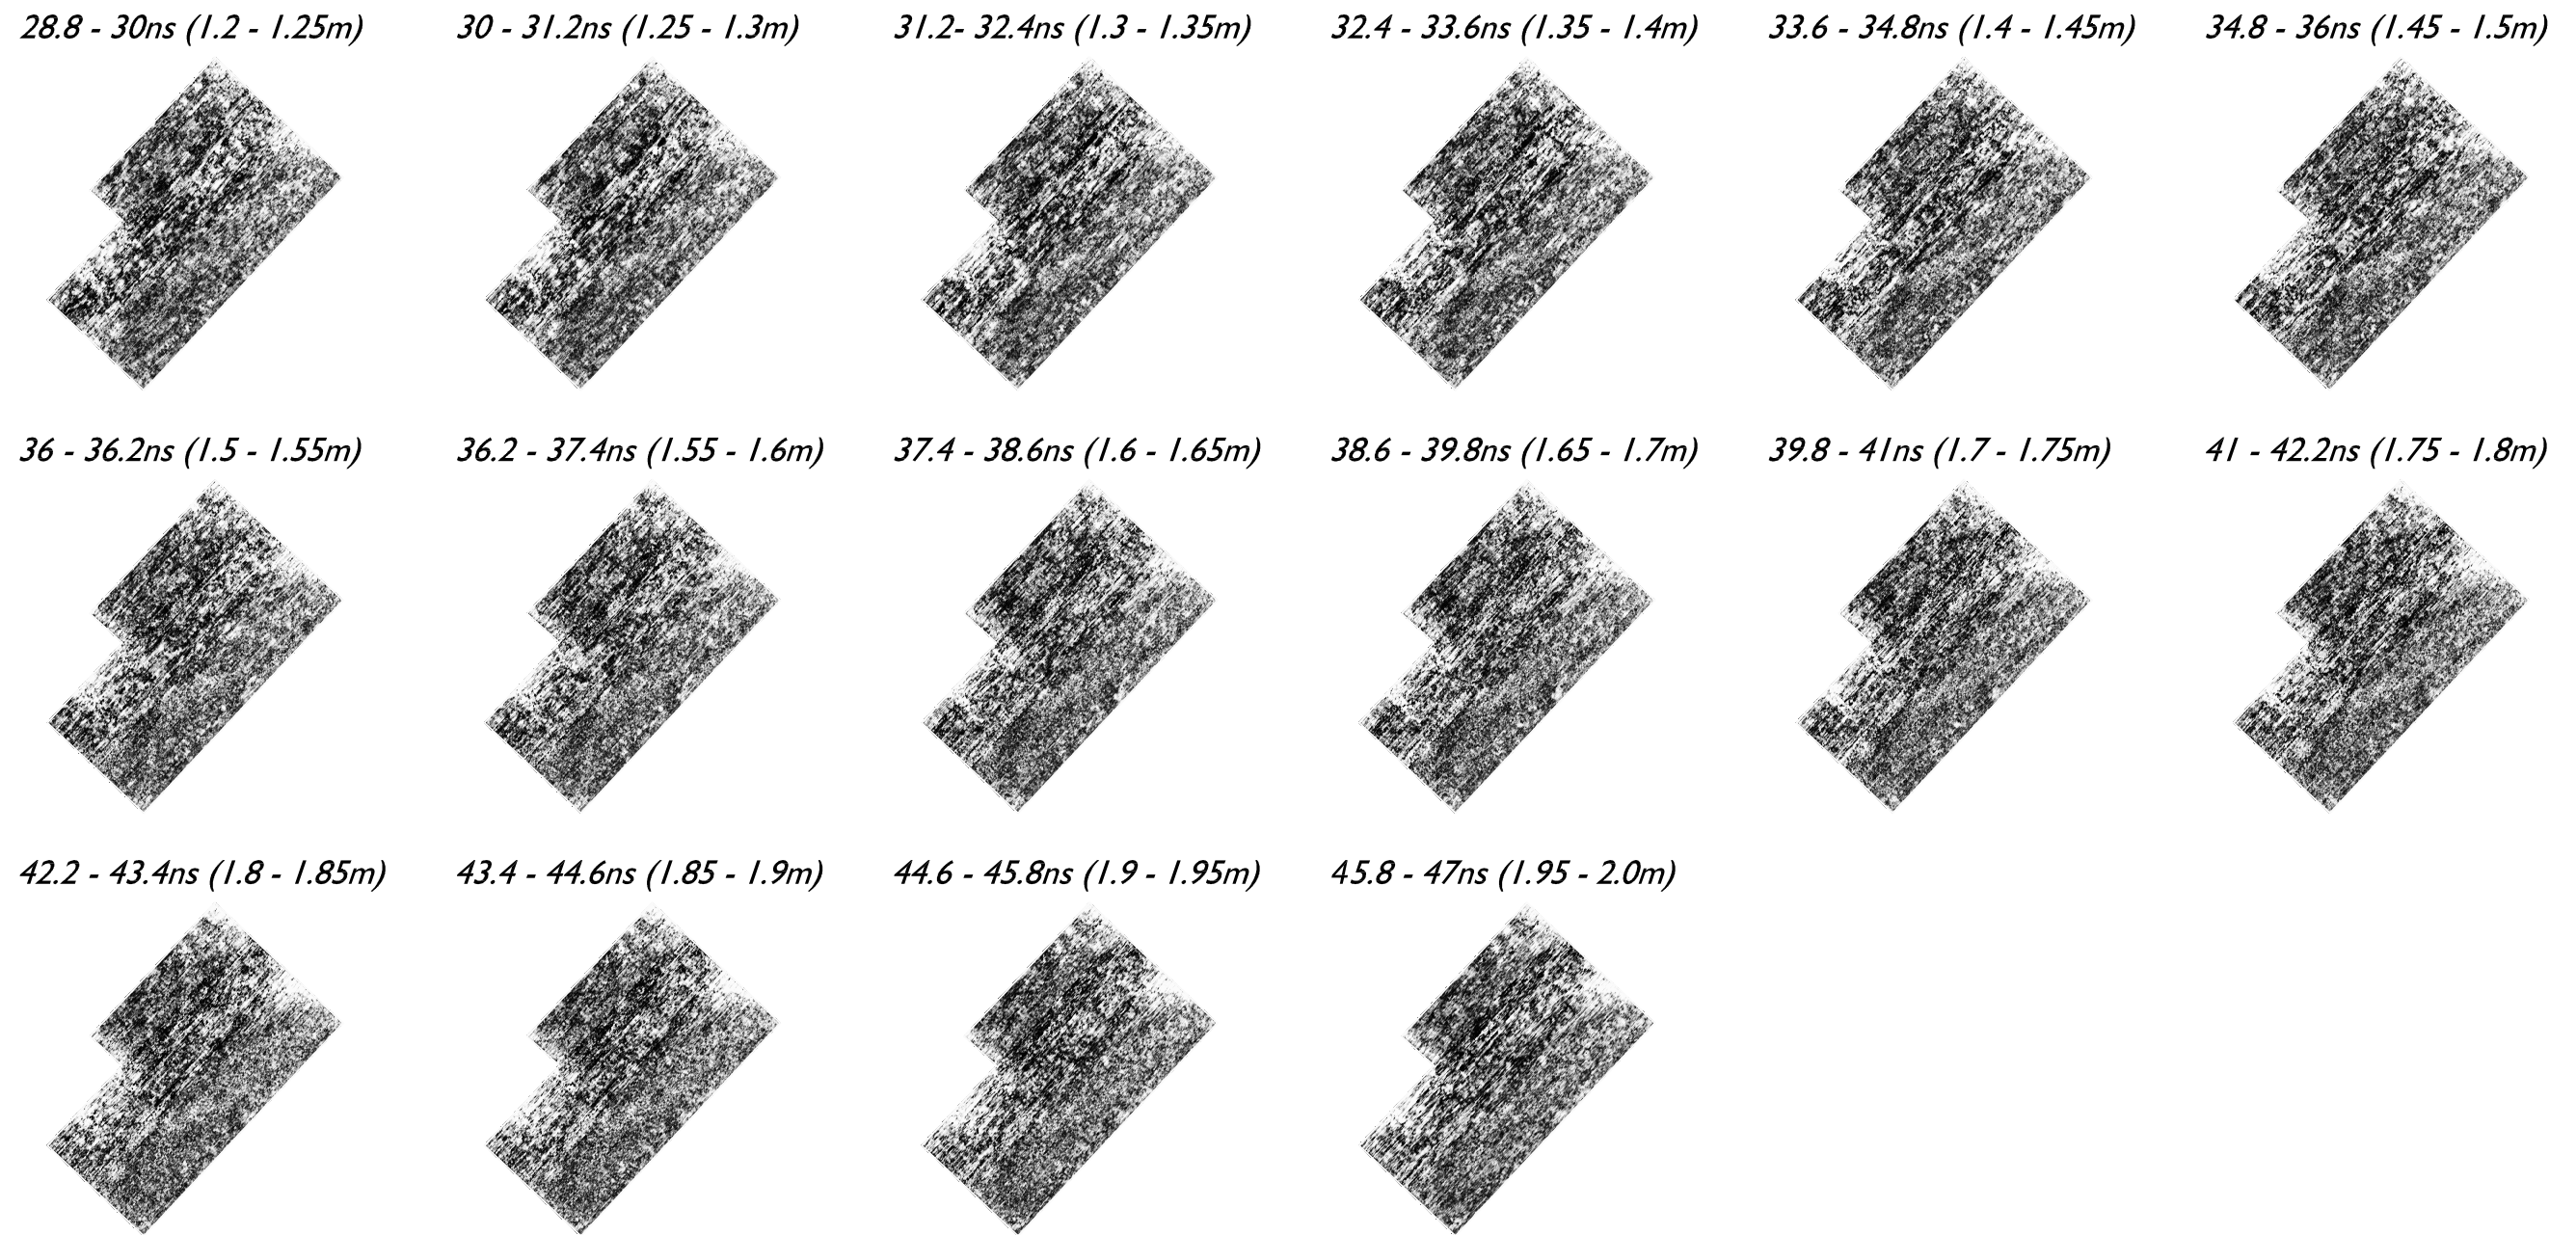 28.8 - 30ns (1.2 - 1.25m)
30 - 31.2ns (1.25 - 1.3m)
31.2- 32.4ns (1.3 - 1.35m)
32.4 - 33.6ns (1.35 - 1.4m)
33.6 - 34.8ns (1.4 - 1.45m)
34.8 - 36ns (1.45 - 1.5m)
36 - 36.2ns (1.5 - 1.55m)
36.2 - 37.4ns (1.55 - 1.6m)
37.4 - 38.6ns (1.6 - 1.65m)
38.6 - 39.8ns (1.65 - 1.7m)
39.8 - 41ns (1.7 - 1.75m)
41 - 42.2ns (1.75 - 1.8m)
42.2 - 43.4ns (1.8 - 1.85m)
43.4 - 44.6ns (1.85 - 1.9m)
44.6 - 45.8ns (1.9 - 1.95m)
45.8 - 47ns (1.95 - 2.0m)